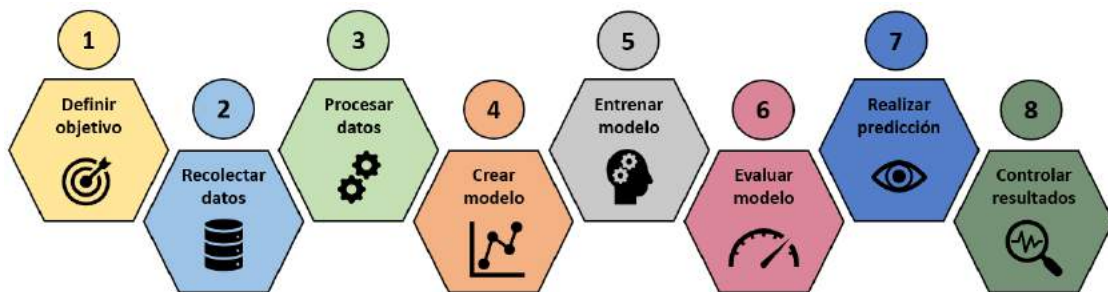 1
Definir
objetivo
2
Recolectar
datos
3
Procesar
datos
4
Crear
modelo
5
Entrenar
modelo
6
Evaluar
modelo
7
Realizar
predicción
8
Controlar
resultados